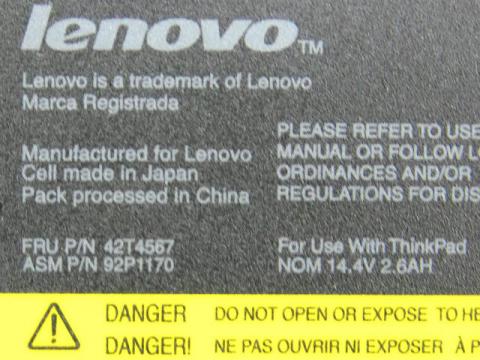 lenovo TM
Lenovo is a trademark of Lenovo
Marca Registrada
Manufactured for Lenovo
Cell made in Japan
Pack processed in China
PLEASE REFER TO USE
MANUAL OR FOLLOW
ORDINANCES AND/OR
REGULATIONS FOR DIS
FRU P/N 42T4567
ASM P/N 92P1170
For Use With ThinkPad
NOM 14.4V 2.6AH
DANGER DO NOT OPEN OR EXPOSE TO HE
DANGER! NE PAS OUVRIR NI EXPOSER À P